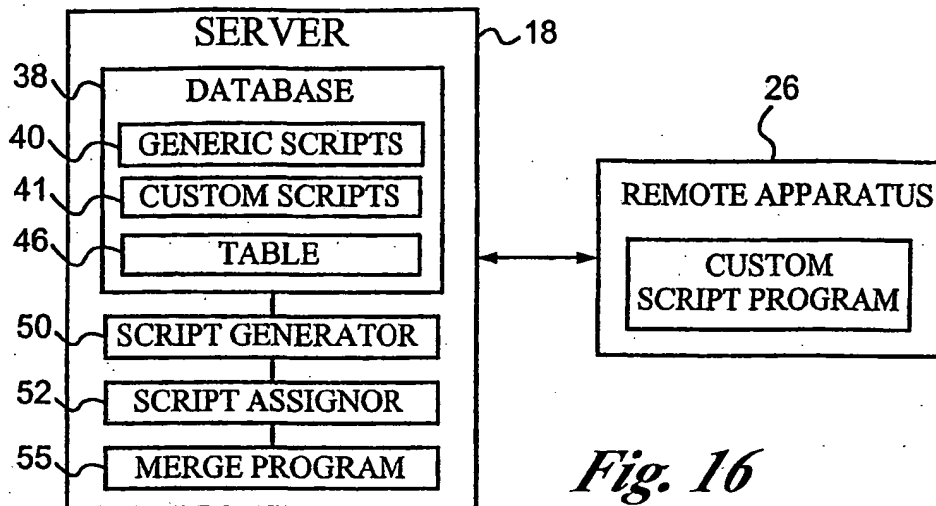 SERVER
18
38
DATABASE
40
GENERIC SCRIPTS
41
CUSTOM SCRIPTS
46
TABLE
50
SCRIPT GENERATOR
52
SCRIPT ASSIGNOR
55
MERGE PROGRAM
26
REMOTE APPARATUS
CUSTOM
SCRIPT PROGRAM
Fig. 16